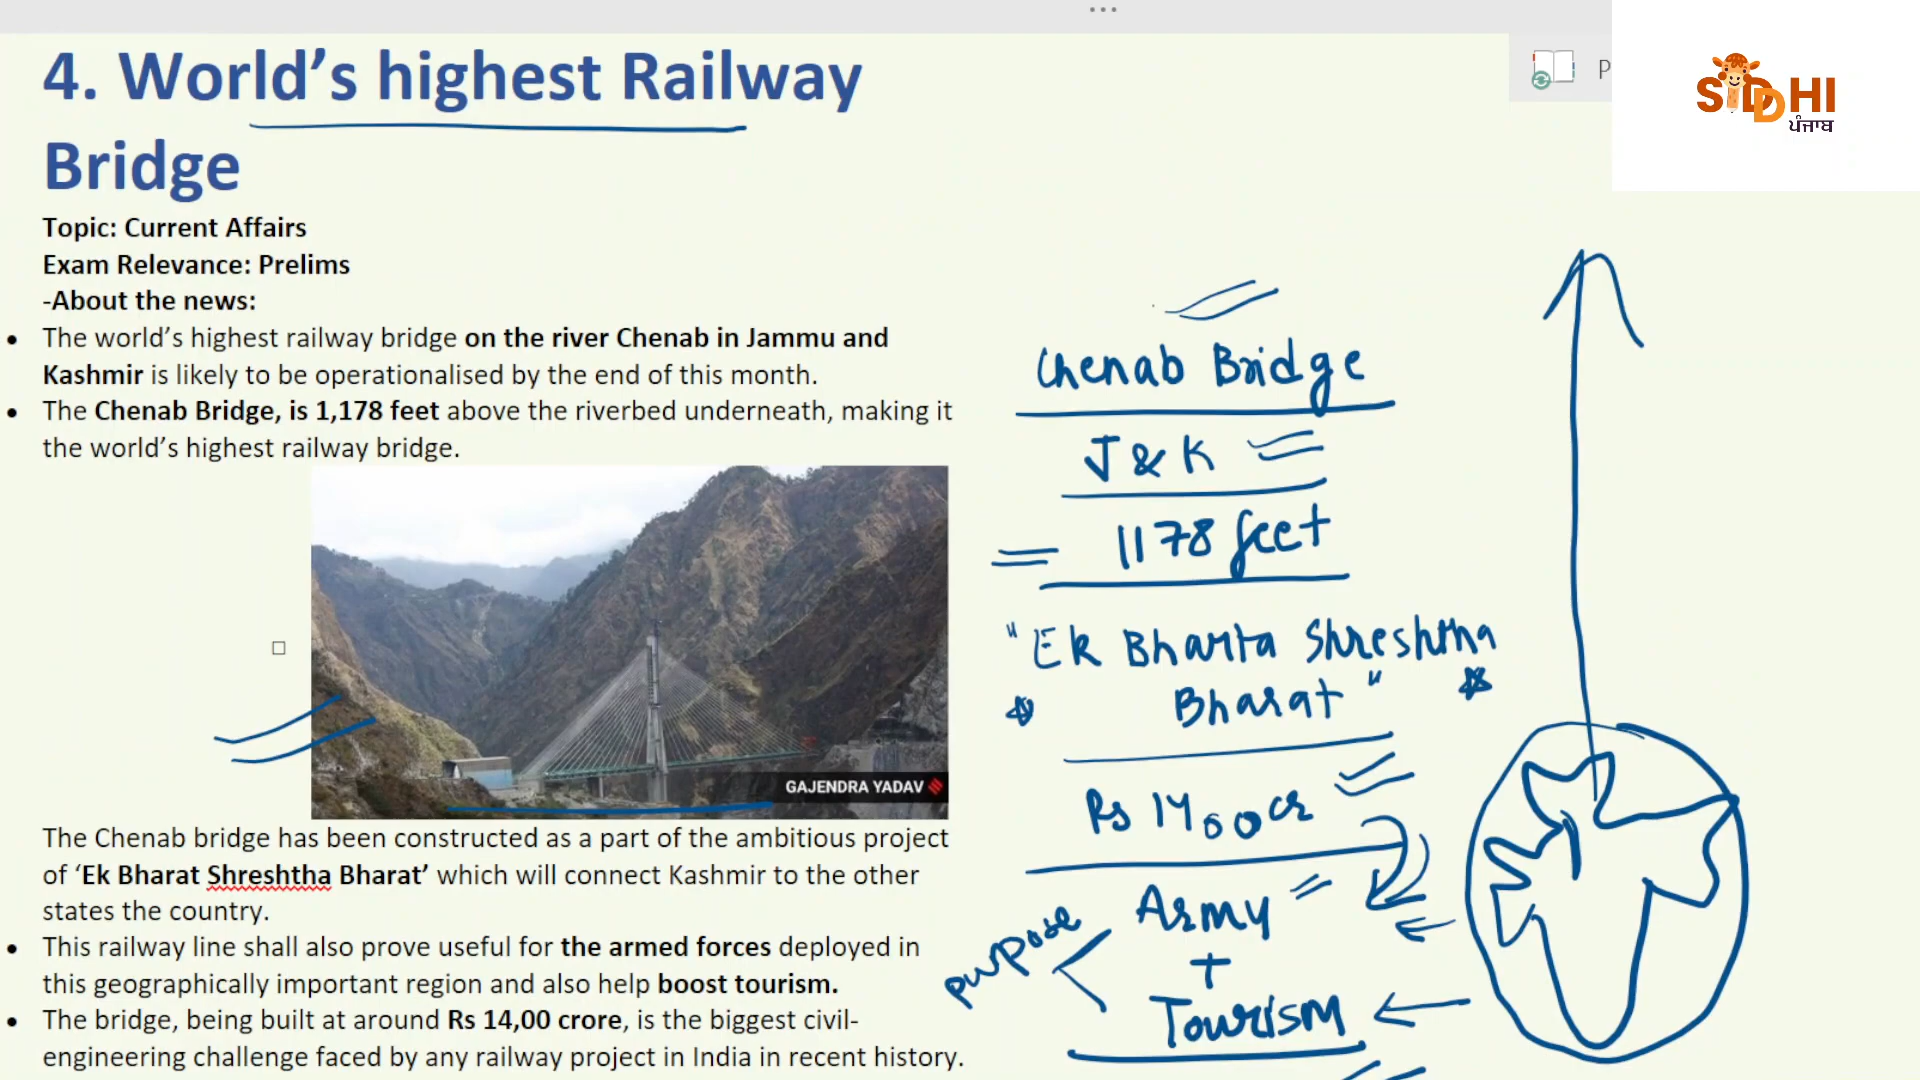 4. World's highest Railway
Bridge
Topic: Current Affairs
Exam Relevance: Prelims
-About the news:
• The world's highest railway bridge on the river Chenab in Jammu and
Kashmir is likely to be operationalised by the end of this month.
• The Chenab Bridge, is 1,178 feet above the riverbed underneath, making it
the world's highest railway bridge.
GAJENDRA YADAV
The Chenab bridge has been constructed as a part of the ambitious project
of ‘Ek Bharat Shreshtha Bharat’ which will connect Kashmir to the other
states the country.
• This railway line shall also prove useful for the armed forces deployed in
this geographically important region and also help boost tourism.
• The bridge, being built at around Rs 14,00 crore, is the biggest civil-
engineering challenge faced by any railway project in India in recent history.
P
SIDDHI
ਪੰਜਾਬ
Chenab Bridge
J & K
1178 feet
"Ek Bharta Shreshtha
Bharat"
Rs 1400 cr
purpose
Army
+
Tourism